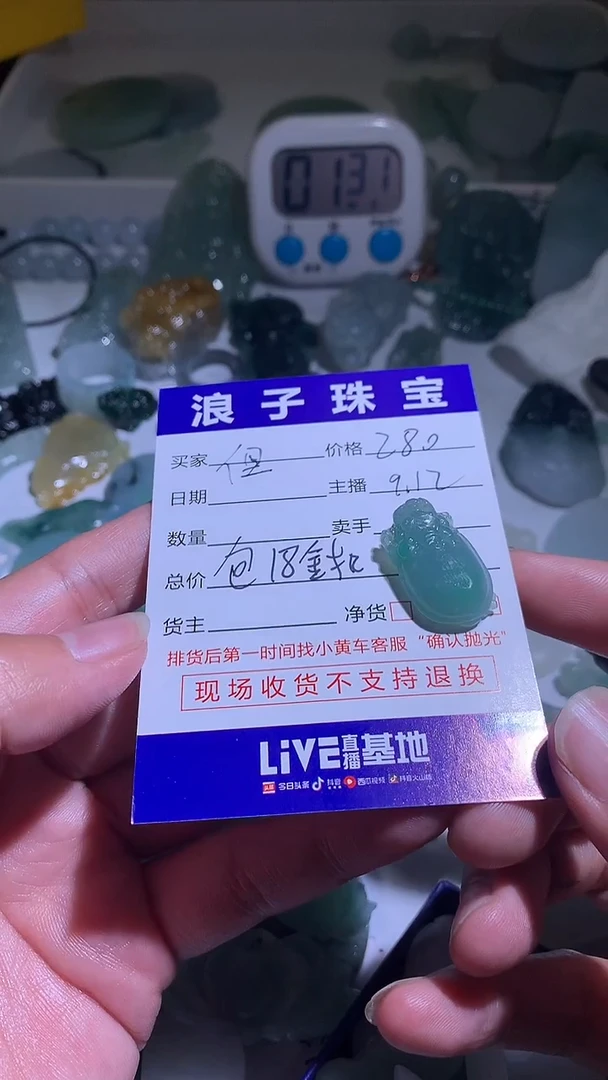 0131
浪子珠宝
买家 价格 280
日期 主播 9.12
数量 卖手
总价 包18金扣
货主 净货
排货后第一时间找小黄车客服“确认抛光”
现场收货不支持退换
LiVE直播基地
今日头条 抖音 西瓜视频 抖音火山版